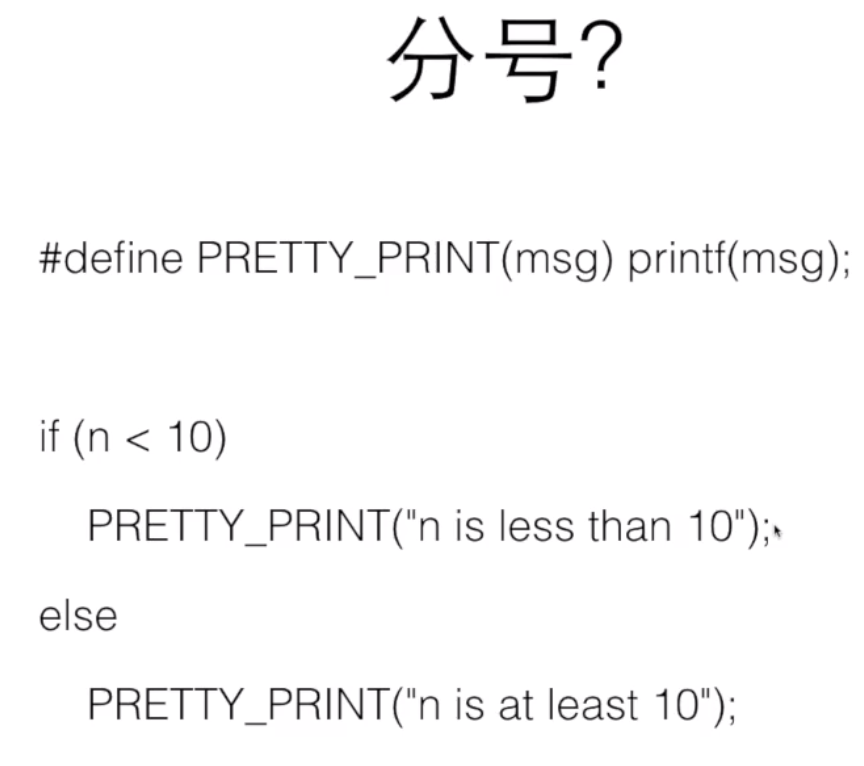 分号?
#define PRETTY_PRINT(msg) printf(msg);
if (n < 10)
PRETTY_PRINT("n is less than 10");
else
PRETTY_PRINT("n is at least 10");